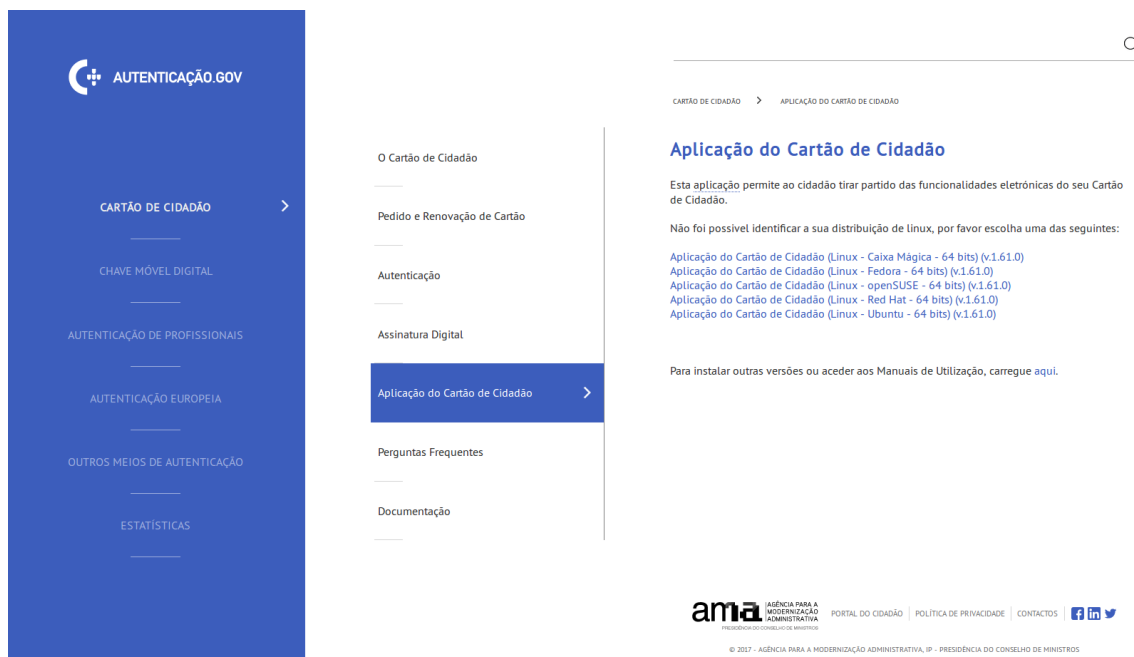 AUTENTICAÇÃO.GOV
CARTÃO DE CIDADÃO
CHAVE MÓVEL DIGITAL
AUTENTICAÇÃO DE PROFISSIONAIS
AUTENTICAÇÃO EUROPEIA
OUTROS MEIOS DE AUTENTICAÇÃO
ESTATÍSTICAS
O Cartão de Cidadão
Pedido e Renovação de Cartão
Autenticação
Assinatura Digital
Aplicação do Cartão de Cidadão
Perguntas Frequentes
Documentação
CARTÃO DE CIDADÃO > APLICAÇÃO DO CARTÃO DE CIDADÃO
Aplicação do Cartão de Cidadão
Esta aplicação permite ao cidadão tirar partido das funcionalidades eletrónicas do seu Cartão
de Cidadão.
Não foi possivel identificar a sua distribuição de linux, por favor escolha uma das seguintes:
Aplicação do Cartão de Cidadão (Linux - Caixa Mágica - 64 bits) (v.1.61.0)
Aplicação do Cartão de Cidadão (Linux - Fedora - 64 bits) (v.1.61.0)
Aplicação do Cartão de Cidadão (Linux - openSUSE - 64 bits) (v.1.61.0)
Aplicação do Cartão de Cidadão (Linux - Red Hat - 64 bits) (v.1.61.0)
Aplicação do Cartão de Cidadão (Linux - Ubuntu - 64 bits) (v.1.61.0)
Para instalar outras versões ou aceder aos Manuais de Utilização, carregue aqui.
ama
AGÊNCIA PARA A
MODERNIZAÇÃO
ADMINISTRATIVA
PRESIDÊNCIA DO CONSELHO DE MINISTROS
PORTAL DO CIDADÃO | POLÍTICA DE PRIVACIDADE | CONTACTOS
© 2017 - AGÊNCIA PARA A MODERNIZAÇÃO ADMINISTRATIVA, IP - PRESIDÊNCIA DO CONSELHO DE MINISTROS